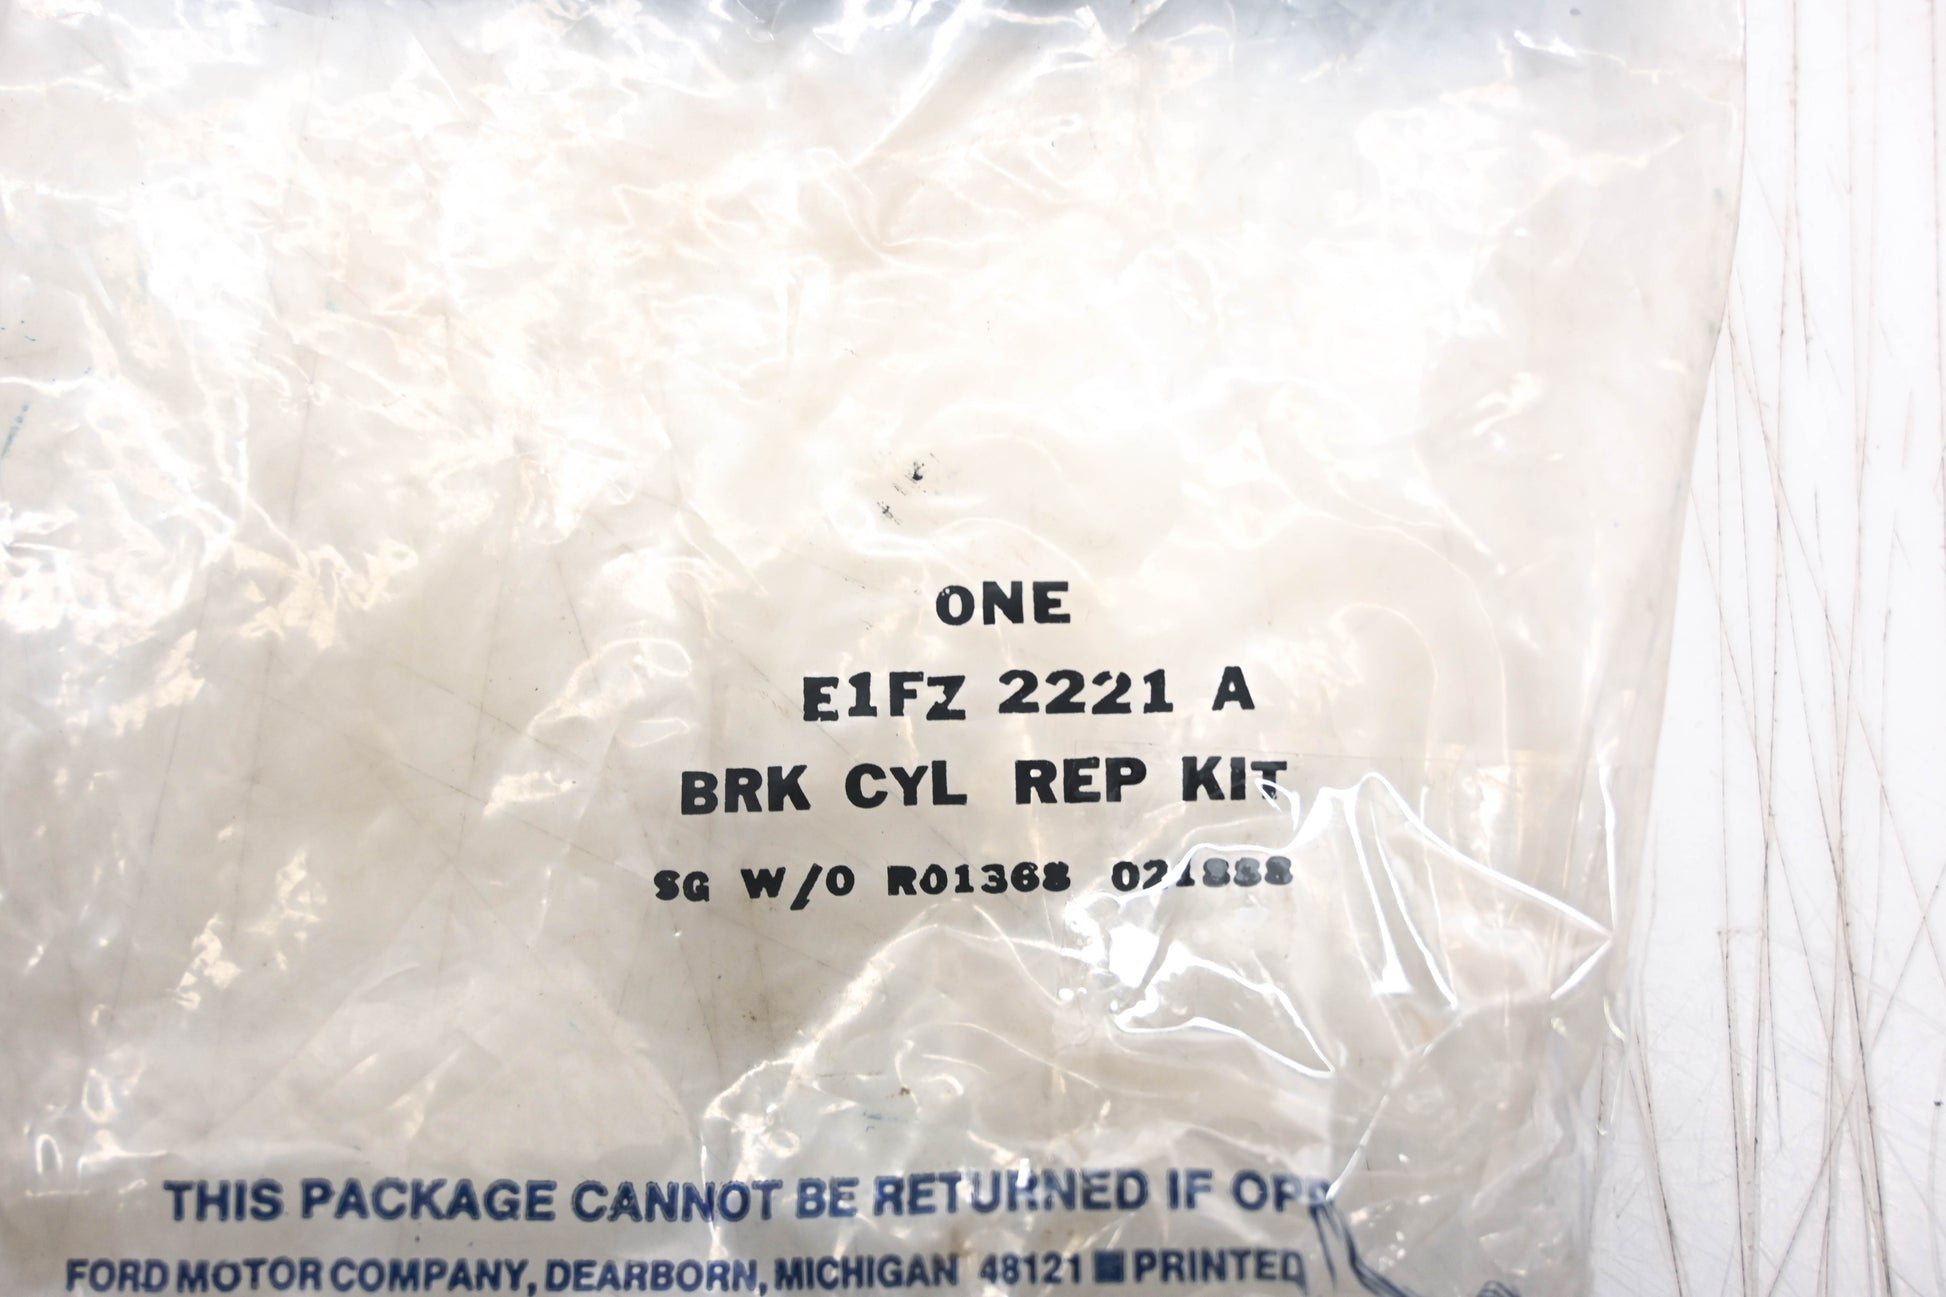 ONE
E1FZ 2221 A
BRK CYL REP KIT
SG W/O R01368 021888
THIS PACKAGE CANNOT BE RETURNED IF
FORD MOTOR COMPANY, DEARBORN, MICHIGAN 48121 ■ PRINTED